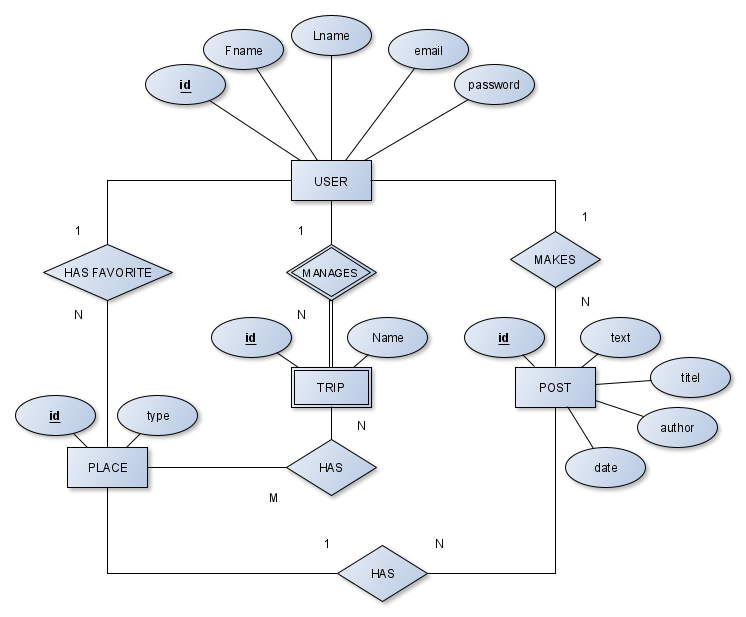 Lname
Fname
email
id
password
USER
1
1
1
HAS FAVORITE
MANAGES
MAKES
N
N
N
id
Name
id
text
titel
TRIP
POST
id
type
author
N
PLACE
HAS
date
M
1
N
HAS